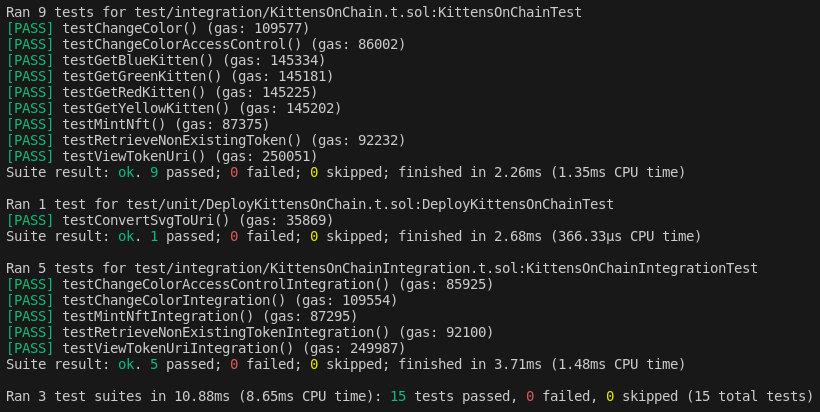 Ran 9 tests for test/integration/KittensOnChain.t.sol:KittensOnChainTest
[PASS] testChangeColor() (gas: 109577)
[PASS] testChangeColorAccessControl() (gas: 86002)
[PASS] testGetBlueKitten() (gas: 145334)
[PASS] testGetGreenKitten() (gas: 145181)
[PASS] testGetRedKitten() (gas: 145225)
[PASS] testGetYellowKitten() (gas: 145202)
[PASS] testMintNft() (gas: 87375)
[PASS] testRetrieveNonExistingToken() (gas: 92232)
[PASS] testViewTokenUri() (gas: 250051)
Suite result: ok. 9 passed; 0 failed; 0 skipped; finished in 2.26ms (1.35ms CPU time)
Ran 1 test for test/unit/DeployKittensOnChain.t.sol:DeployKittensOnChainTest
[PASS] testConvertSvgToUri() (gas: 35869)
Suite result: ok. 1 passed; 0 failed; 0 skipped; finished in 2.68ms (366.33µs CPU time)
Ran 5 tests for test/integration/KittensOnChainIntegration.t.sol:KittensOnChainIntegrationTest
[PASS] testChangeColorAccessControlIntegration() (gas: 85925)
[PASS] testChangeColorIntegration() (gas: 109554)
[PASS] testMintNftIntegration() (gas: 87295)
[PASS] testRetrieveNonExistingTokenIntegration() (gas: 92100)
[PASS] testViewTokenUriIntegration() (gas: 249987)
Suite result: ok. 5 passed; 0 failed; 0 skipped; finished in 3.71ms (1.48ms CPU time)
Ran 3 test suites in 10.88ms (8.65ms CPU time): 15 tests passed, 0 failed, 0 skipped (15 total tests)